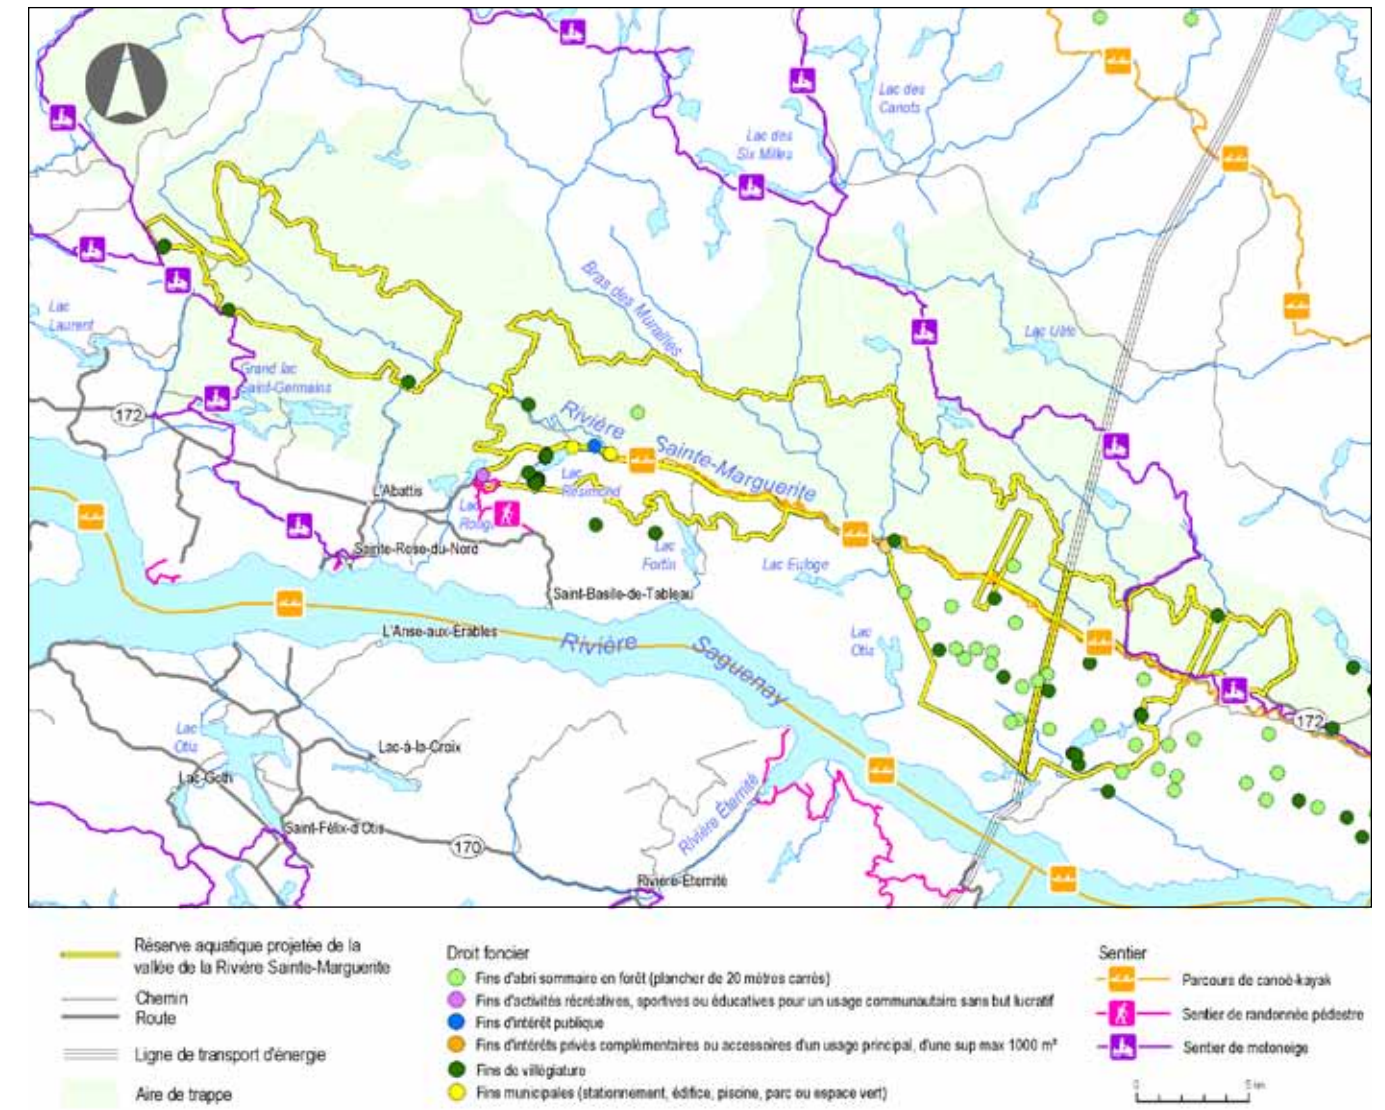 Lac des
Canots
Lac des
Six Milles
Bras des Murailles
Lac
Laurent
Grand lac
Saint-Germains
172
Rivière Sainte-Marguerite
L'Abattis
Lac
Résimond
Lac
Sainte-Rose-du-Nord
Lac
Fortin
Lac Euloge
Saint-Basile-de-Tableau
L'Anse-aux-Érables
Rivière Saguenay
Lac
Otis
172
Lac
Otis
Lac-à-la-Croix
Lac-Goth
Saint-Félix-d'Otis
170
Rivière Éternité
Rivière-Éternité
Réserve aquatique projetée de la
vallée de la Rivière Sainte-Marguerite
Chemin
Route
Ligne de transport d'énergie
Aire de trappe
Droit foncier
Fins d'abri sommaire en forêt (plancher de 20 mètres carrés)
Fins d'activités récréatives, sportives ou éducatives pour un usage communautaire sans but lucratif
Fins d'intérêt publique
Fins d'intérêts privés complémentaires ou accessoires d'un usage principal, d'une sup max 1000 m²
Fins de villégiature
Fins municipales (stationnement, édifice, piscine, parc ou espace vert)
Sentier
Parcours de canoë-kayak
Sentier de randonnée pédestre
Sentier de motoneige
0 5 km